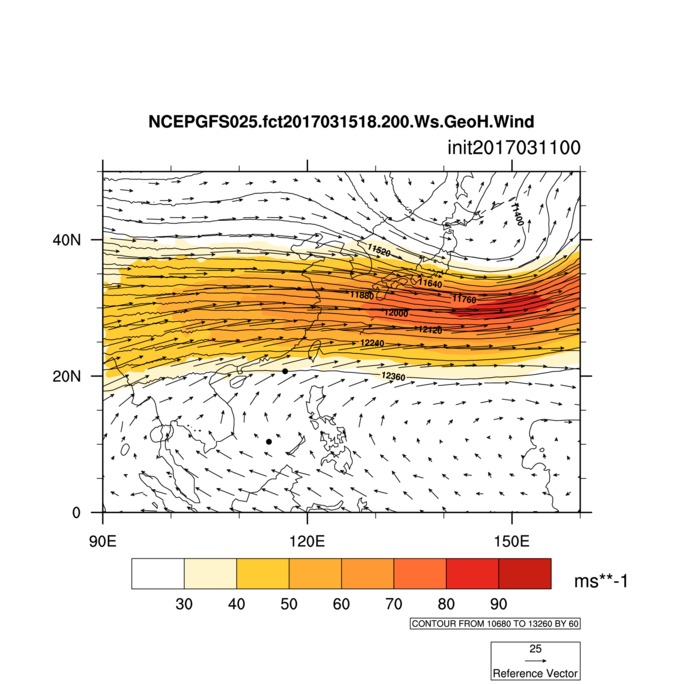 NCEPGFS025.fct2017031518.200.Ws.GeoH.Wind
init2017031100
40N
20N
0
90E 120E 150E
11400
11520
11640
11880
11760
12000
12120
12240
12360
30 40 50 60 70 80 90
ms**-1
CONTOUR FROM 10680 TO 13260 BY 60
25
Reference Vector